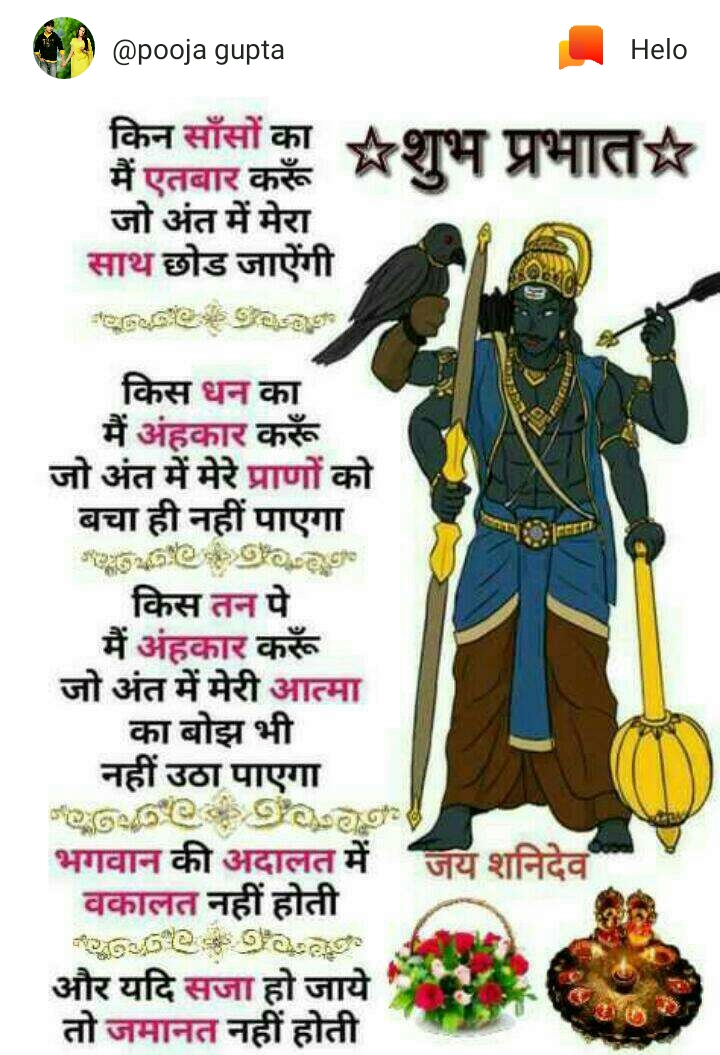 @pooja gupta
Helo
☆शुभ प्रभात☆
किन साँसों का
मैं एतबार करूँ
जो अंत में मेरा
साथ छोड जाऐंगी
किस धन का
मैं अंहकार करूँ
जो अंत में मेरे प्राणों को
बचा ही नहीं पाएगा
किस तन पे
मैं अंहकार करूँ
जो अंत में मेरी आत्मा
का बोझ भी
नहीं उठा पाएगा
भगवान की अदालत में
वकालत नहीं होती
और यदि सजा हो जाये
तो जमानत नहीं होती
जय शनिदेव